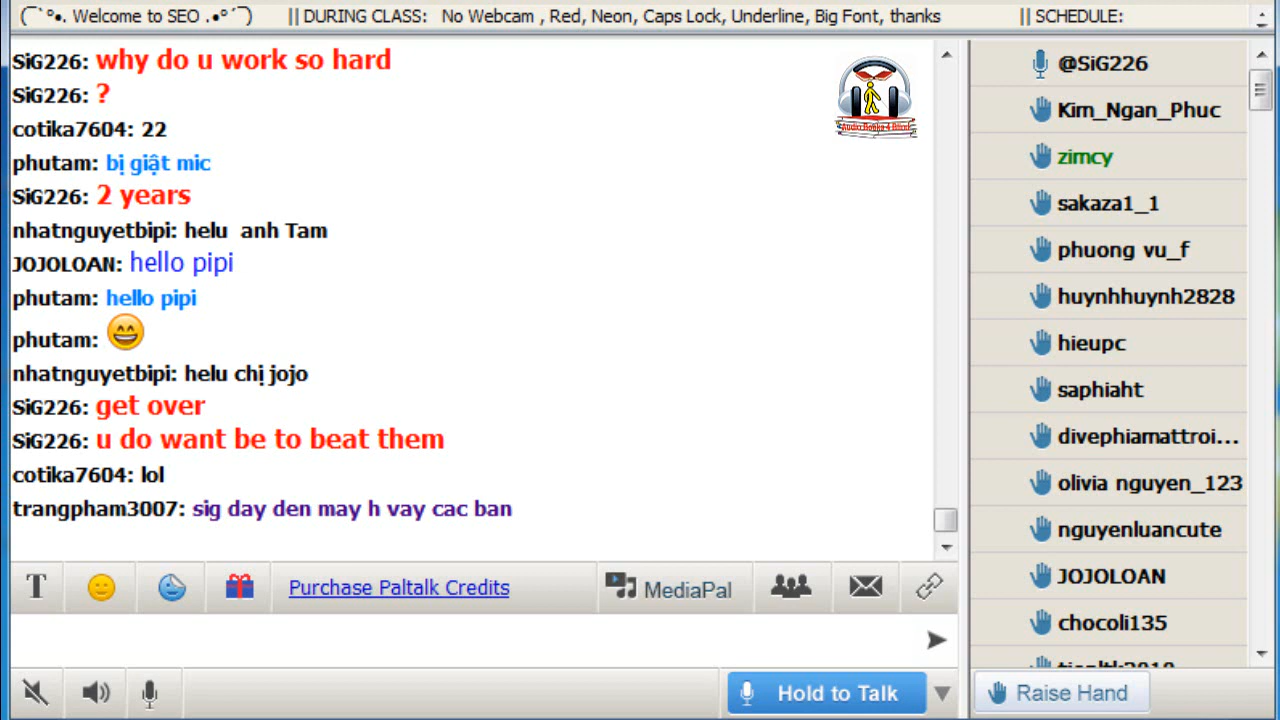 (¯`°•. Welcome to SEO .•°´¯) || DURING CLASS: No Webcam , Red, Neon, Caps Lock, Underline, Big Font, thanks || SCHEDULE:
SiG226: why do u work so hard
SiG226: ?
cotika7604: 22
phutam: bị giật mic
SiG226: 2 years
nhatnguyetbipi: helu anh Tam
JOJOLOAN: hello pipi
phutam: hello pipi
phutam: 😄
nhatnguyetbipi: helu chị jojo
SiG226: get over
SiG226: u do want be to beat them
cotika7604: lol
trangpham3007: sig day den may h vay cac ban
Audio Books 4 Blind
T
Purchase Paltalk Credits
MediaPal
Hold to Talk
@SiG226
Kim_Ngan_Phuc
zimcy
sakaza1_1
phuong vu_f
huynhhuynh2828
hieupc
saphiaht
divephiamattroi...
olivia nguyen_123
nguyenluancute
JOJOLOAN
chocoli135
Raise Hand